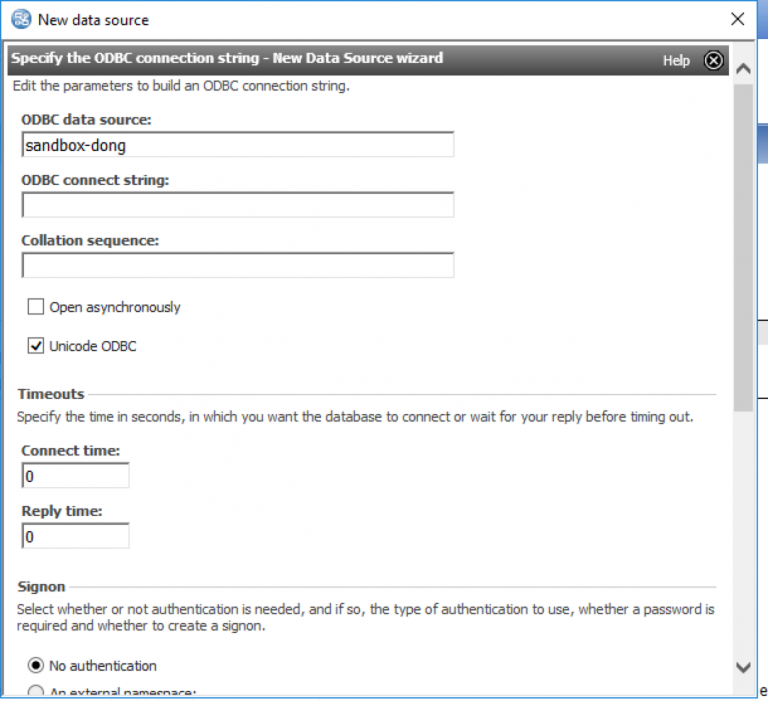 New data source
Specify the ODBC connection string - New Data Source wizard
Help
Edit the parameters to build an ODBC connection string.
ODBC data source:
sandbox-dong
ODBC connect string:
Collation sequence:
Open asynchronously
Unicode ODBC
Timeouts
Specify the time in seconds, in which you want the database to connect or wait for your reply before timing out.
Connect time:
0
Reply time:
0
Signon
Select whether or not authentication is needed, and if so, the type of authentication to use, whether a password is
required and whether to create a signon.
No authentication
An external namespace:
e